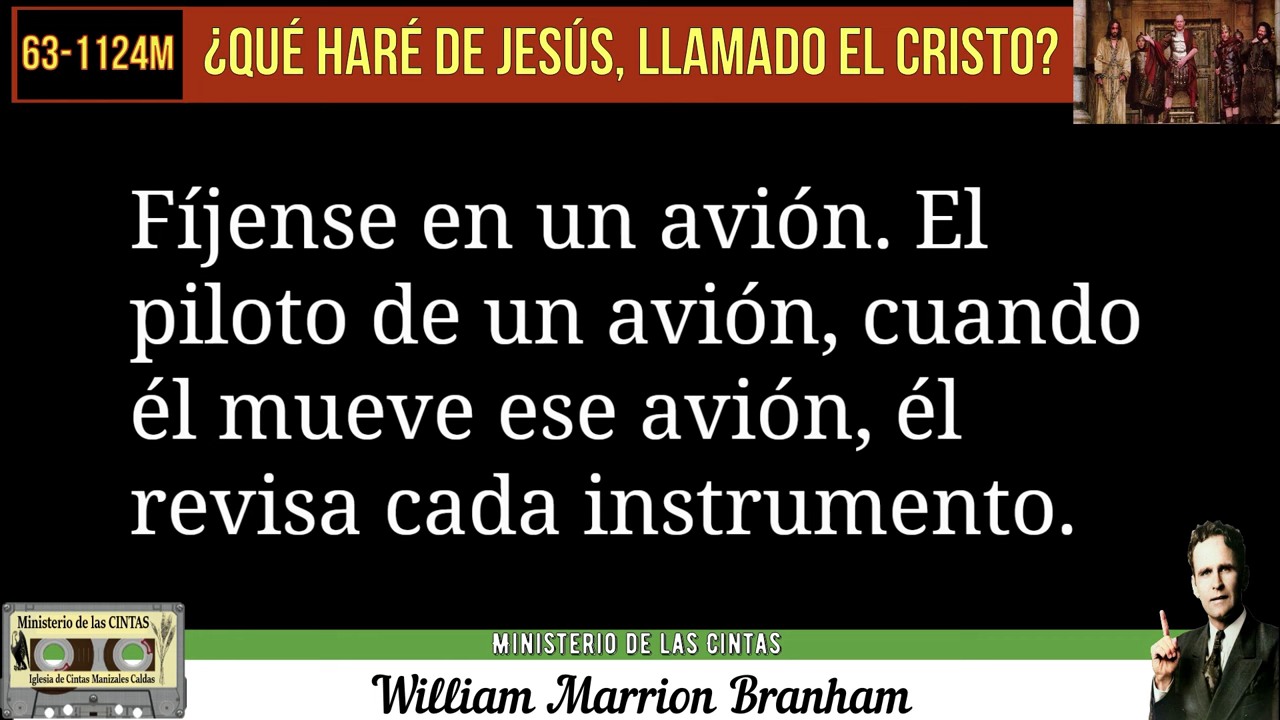 63-1124M
¿QUÉ HARÉ DE JESÚS, LLAMADO EL CRISTO?
Fíjense en un avión. El
piloto de un avión, cuando
él mueve ese avión, él
revisa cada instrumento.
Ministerio de las CINTAS
Iglesia de Cintas Manizales Caldas
MINISTERIO DE LAS CINTAS
William Marrion Branham